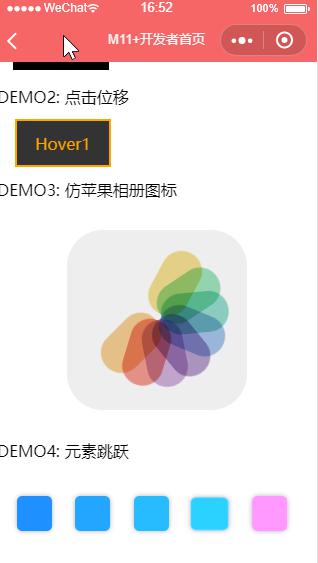 WeChat 16:52 100%
M11+开发者首页
DEMO2: 点击位移
Hover1
DEMO3: 仿苹果相册图标
DEMO4: 元素跳跃